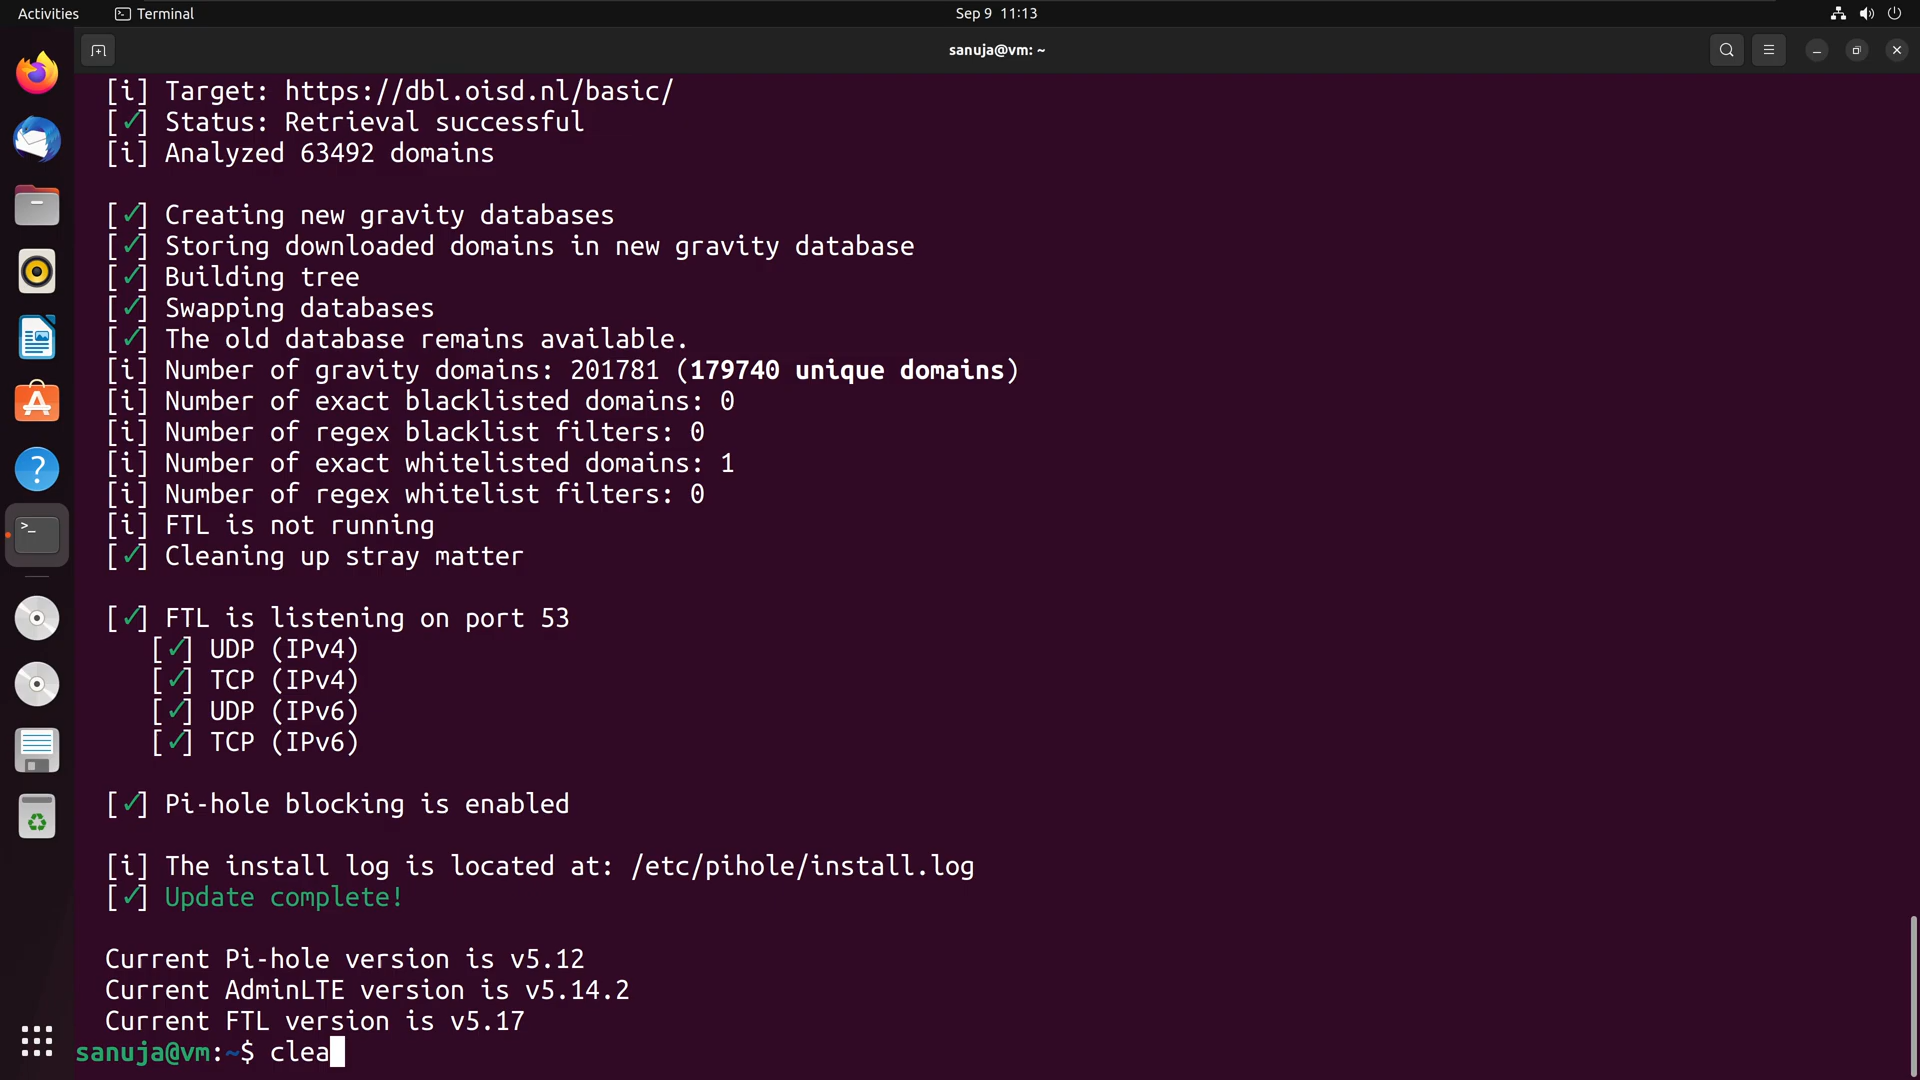 Activities
Terminal
Sep 9 11:13
sanuja@vm: ~
[i] Target: https://dbl.oisd.nl/basic/
[✓] Status: Retrieval successful
[i] Analyzed 63492 domains
[✓] Creating new gravity databases
[✓] Storing downloaded domains in new gravity database
[✓] Building tree
[✓] Swapping databases
[✓] The old database remains available.
[i] Number of gravity domains: 201781 (179740 unique domains)
[i] Number of exact blacklisted domains: 0
[i] Number of regex blacklist filters: 0
[i] Number of exact whitelisted domains: 1
[i] Number of regex whitelist filters: 0
[i] FTL is not running
[✓] Cleaning up stray matter
[✓] FTL is listening on port 53
[✓] UDP (IPv4)
[✓] TCP (IPv4)
[✓] UDP (IPv6)
[✓] TCP (IPv6)
[✓] Pi-hole blocking is enabled
[i] The install log is located at: /etc/pihole/install.log
[✓] Update complete!
Current Pi-hole version is v5.12
Current AdminLTE version is v5.14.2
Current FTL version is v5.17
sanuja@vm:~$ clea